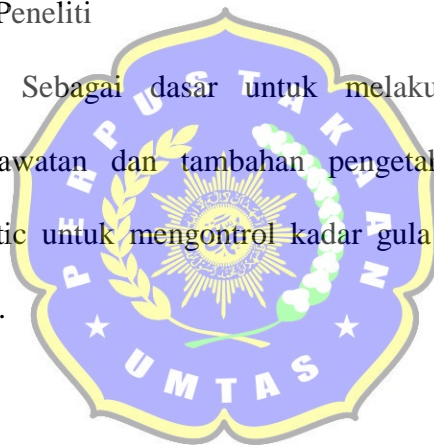 Peneliti
Sebagai dasar untuk melaku
awatan dan tambahan pengetal
tic untuk mengontrol kadar gula
.
PERPUSTAKAAN
UMTAS